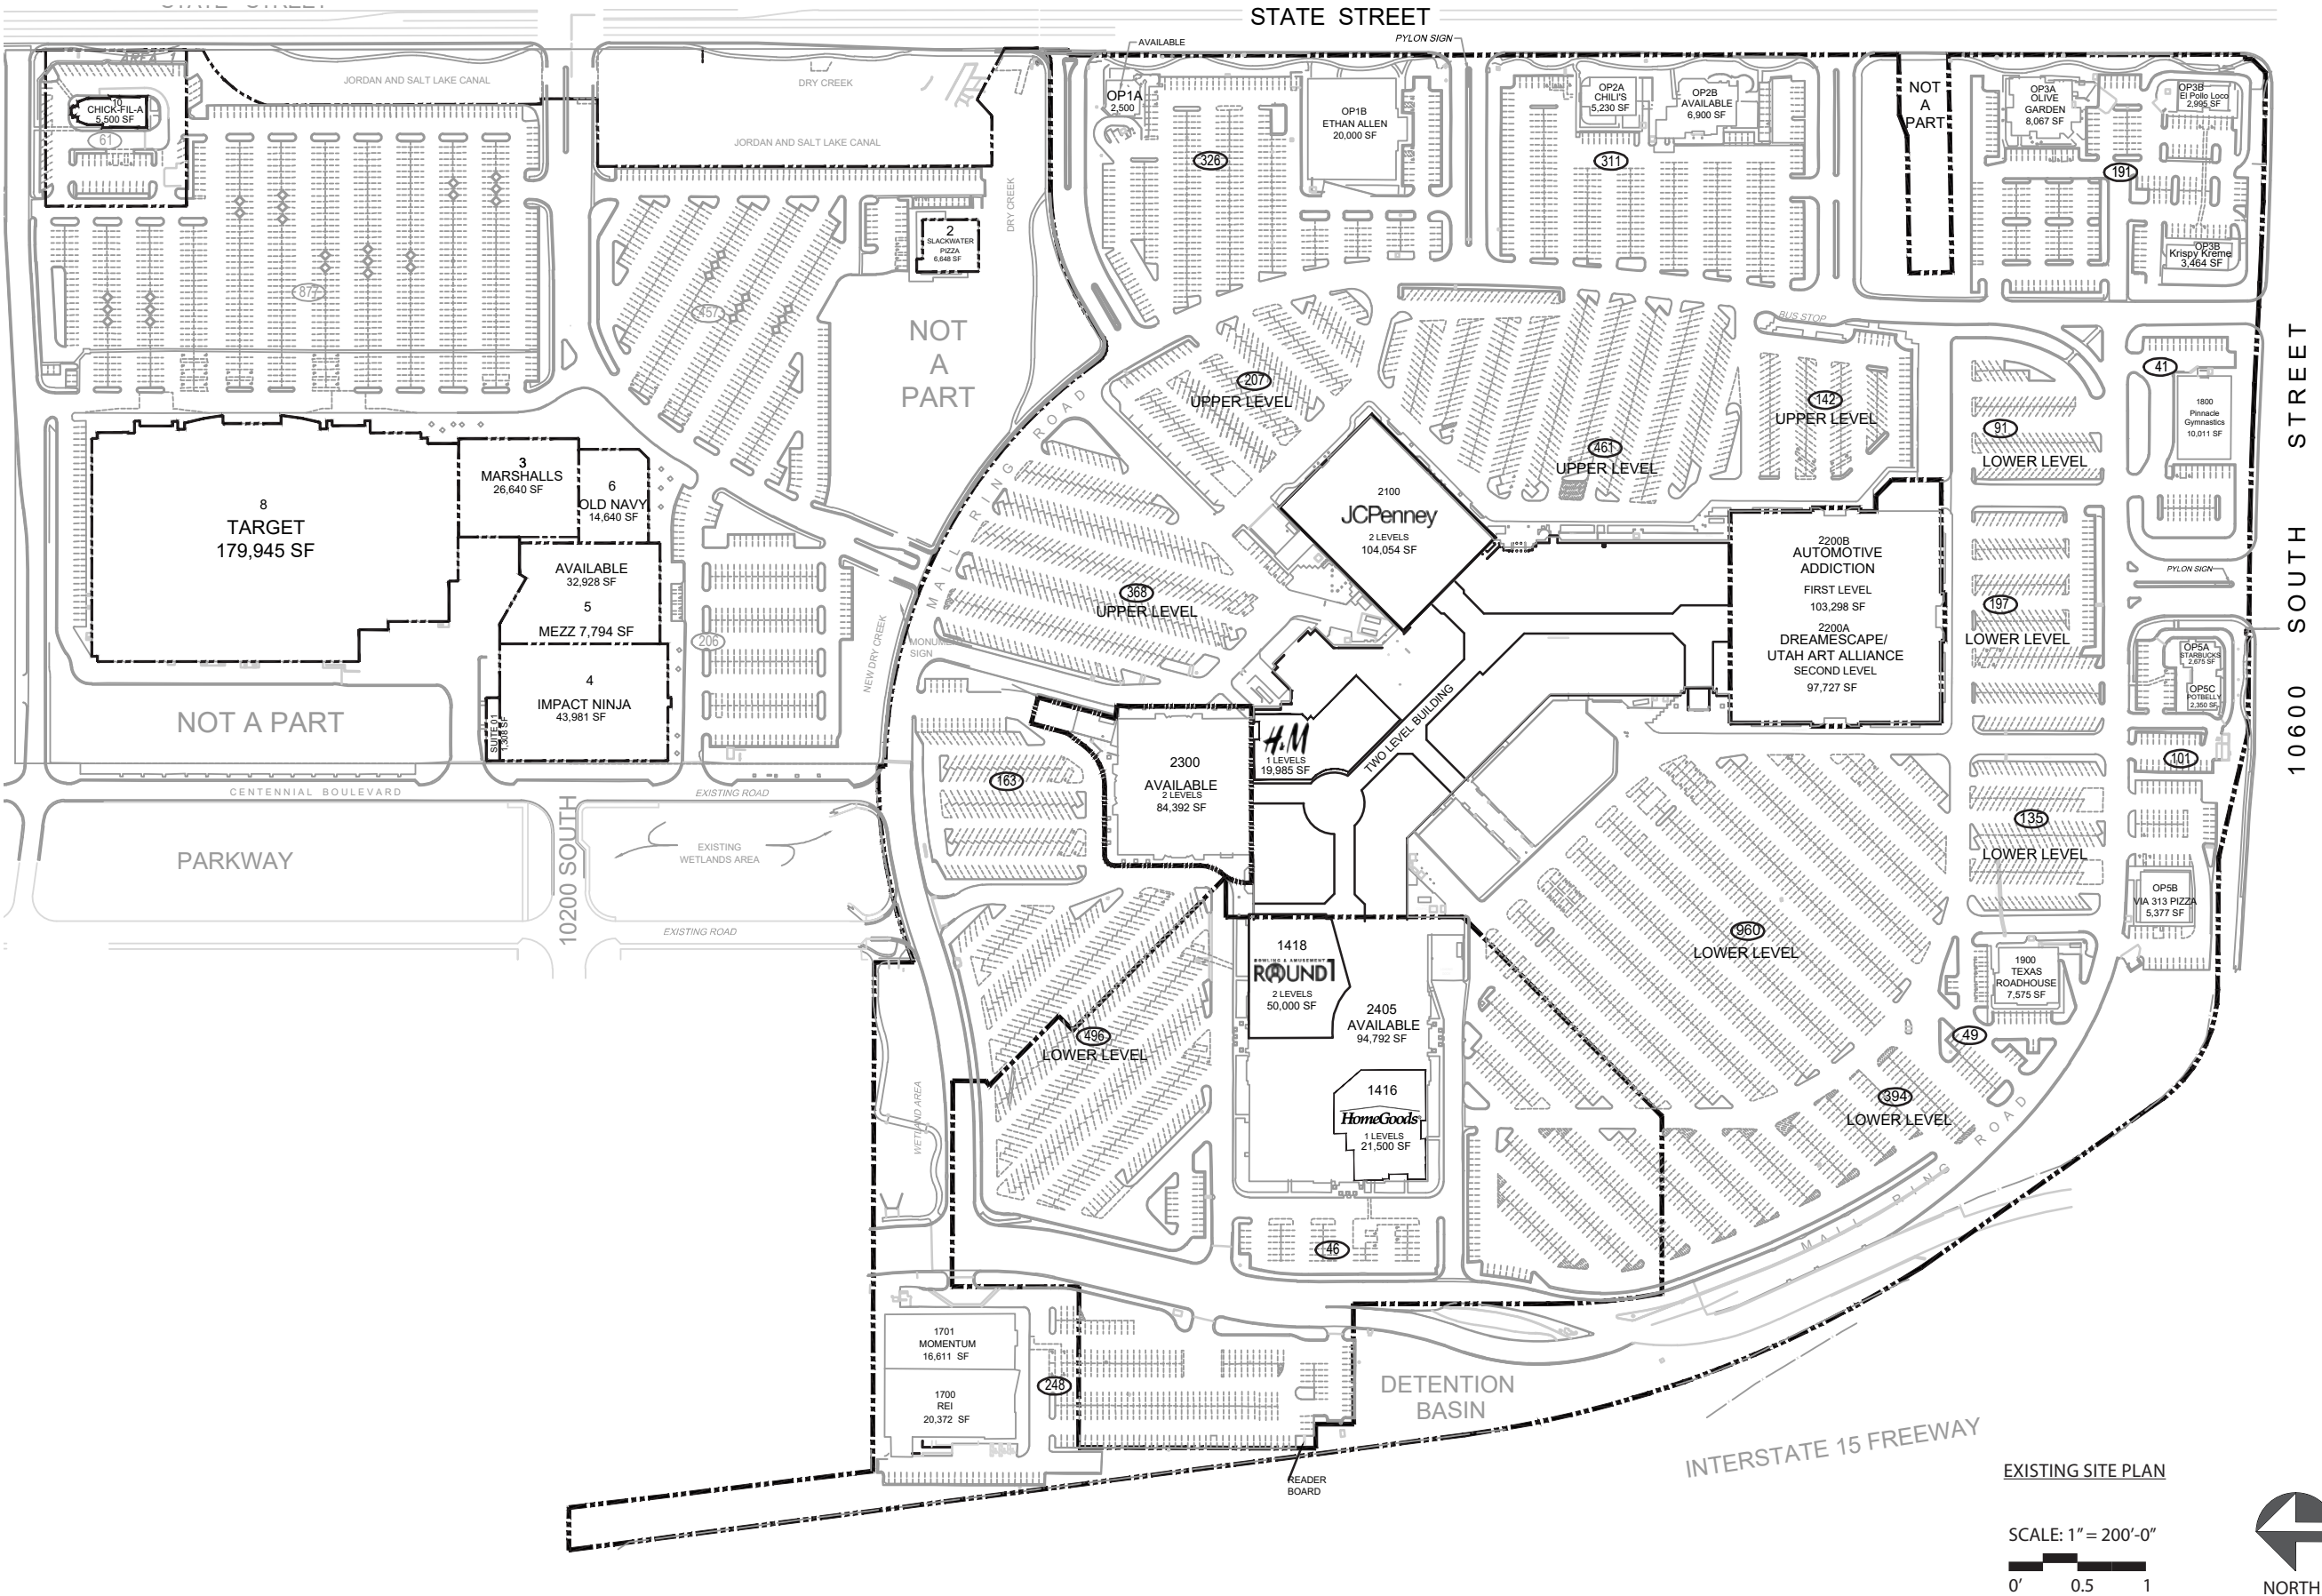 STATE STREET
STATE STREET
AVAILABLE
PYLON SIGN
AREA 1
JORDAN AND SALT LAKE CANAL
DRY CREEK
10
CHICK-FIL-A
5,500 SF
61
JORDAN AND SALT LAKE CANAL
DRY CREEK
OP1A
2,500
OP1B
ETHAN ALLEN
20,000 SF
326
OP2A
CHILI'S
5,230 SF
OP2B
AVAILABLE
6,900 SF
311
NOT
A
PART
OP3A
OLIVE
GARDEN
8,067 SF
OP3B
El Pollo Loco
2,995 SF
191
OP3B
Krispy Kreme
3,464 SF
2
SLACKWATER
PIZZA
6,648 SF
877
457
NOT
A
PART
BUS STOP
207
UPPER LEVEL
142
UPPER LEVEL
461
UPPER LEVEL
41
1800
Pinnacle
Gymnastics
10,011 SF
91
LOWER LEVEL
10600 SOUTH STREET
MALL RING ROAD
8
TARGET
179,945 SF
3
MARSHALLS
26,640 SF
6
OLD NAVY
14,640 SF
AVAILABLE
32,928 SF
5
MEZZ 7,794 SF
4
IMPACT NINJA
43,981 SF
SUITE 01
1,308 SF
206
NEW DRY CREEK
MONUMENT
SIGN
368
UPPER LEVEL
2100
JCPenney
2 LEVELS
104,054 SF
2200B
AUTOMOTIVE
ADDICTION
FIRST LEVEL
103,298 SF
2200A
DREAMESCAPE/
UTAH ART ALLIANCE
SECOND LEVEL
97,727 SF
197
LOWER LEVEL
PYLON SIGN
OP5A
STARBUCKS
2,675 SF
OP5C
POTBELLY
2,350 SF
101
NOT A PART
CENTENNIAL BOULEVARD
EXISTING ROAD
PARKWAY
10200 SOUTH
EXISTING
WETLANDS AREA
EXISTING ROAD
163
2300
AVAILABLE
2 LEVELS
84,392 SF
H&M
1 LEVELS
19,985 SF
TWO LEVEL BUILDING
135
LOWER LEVEL
OP5B
VIA 313 PIZZA
5,377 SF
960
LOWER LEVEL
1900
TEXAS
ROADHOUSE
7,575 SF
49
1418
BOWLING & AMUSEMENT
ROUND1
2 LEVELS
50,000 SF
2405
AVAILABLE
94,792 SF
496
LOWER LEVEL
1416
HomeGoods
1 LEVELS
21,500 SF
394
LOWER LEVEL
WETLAND AREA
46
MALL RING ROAD
1701
MOMENTUM
16,611 SF
1700
REI
20,372 SF
248
DETENTION
BASIN
READER
BOARD
INTERSTATE 15 FREEWAY
EXISTING SITE PLAN
SCALE: 1" = 200'-0"
0' 0.5 1
NORTH